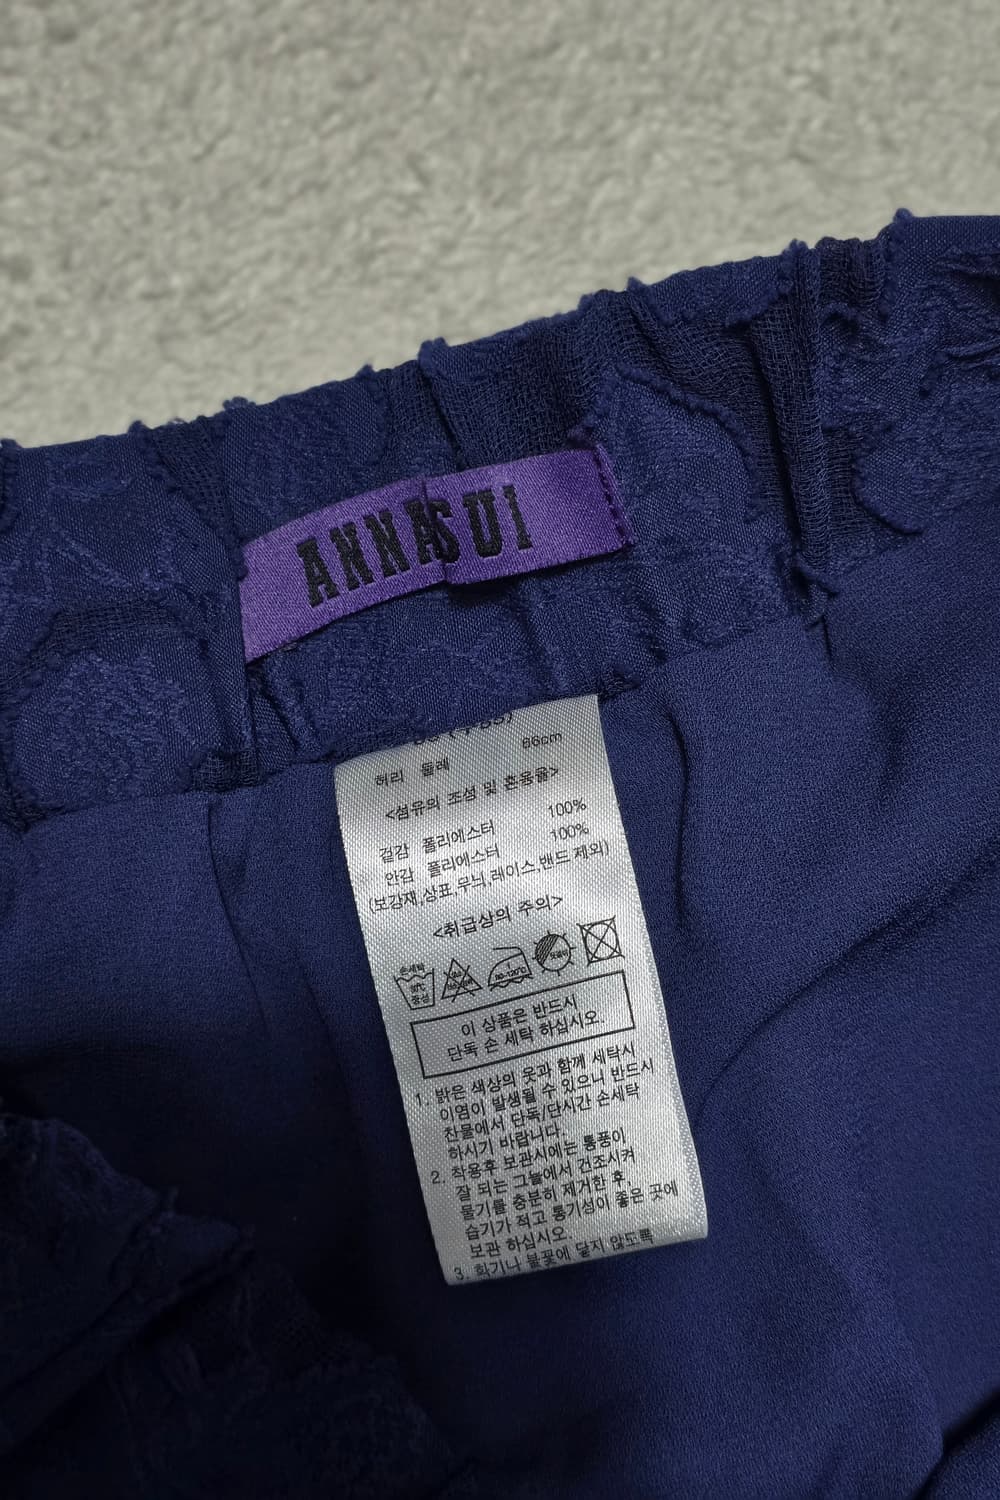 ANNA SUI
허리 둘레 66cm
<섬유의 조성 및 혼용율>
겉감 폴리에스터 100%
안감 폴리에스터 100%
(보강재,상표,무늬,레이스,밴드 제외)
<취급상의 주의>
손세탁
중성
80~120℃
이 상품은 반드시
단독 손 세탁 하십시오.
1. 밝은 색상의 옷과 함께 세탁시
이염이 발생될 수 있으니 반드시
찬물에서 단독/단시간 손세탁
하시기 바랍니다.
2. 착용후 보관시에는 통풍이
잘 되는 그늘에서 건조시켜
물기를 충분히 제거한 후,
습기가 적고 통기성이 좋은 곳에
보관 하십시오.
3. 화기나 불꽃에 닿지 않도록